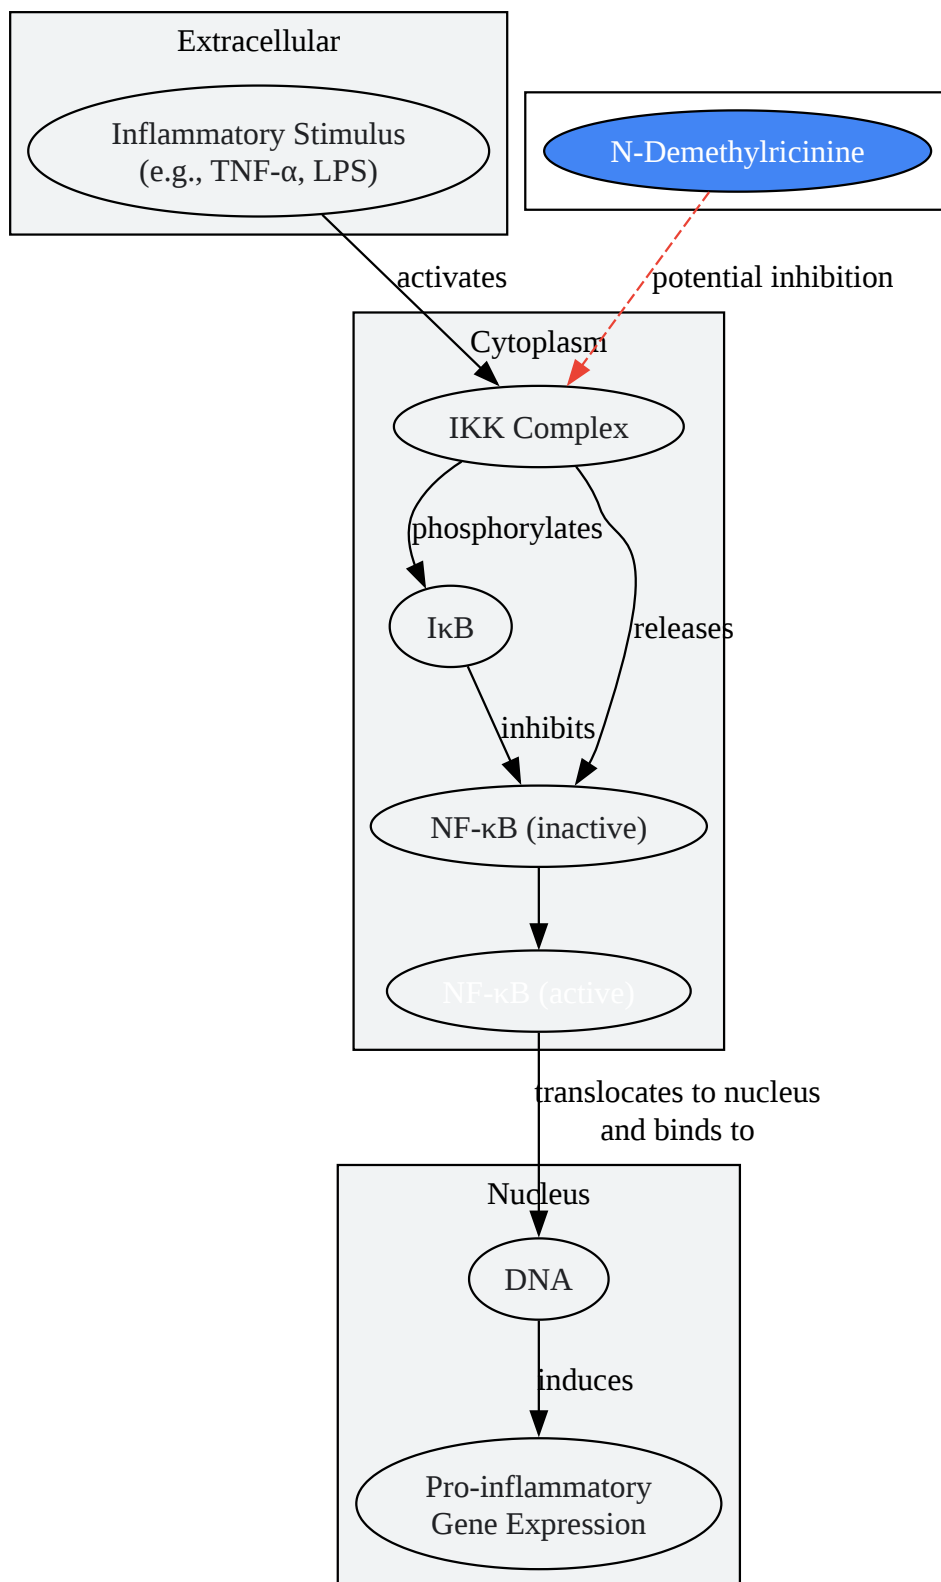 Extracellular
Inflammatory Stimulus
(e.g., TNF-α, LPS)
N-Demethylricinine
activates
potential inhibition
Cytoplasm
IKK Complex
phosphorylates
IκB
releases
inhibits
NF-κB (inactive)
NF-κB (active)
translocates to nucleus
and binds to
Nucleus
DNA
induces
Pro-inflammatory
Gene Expression